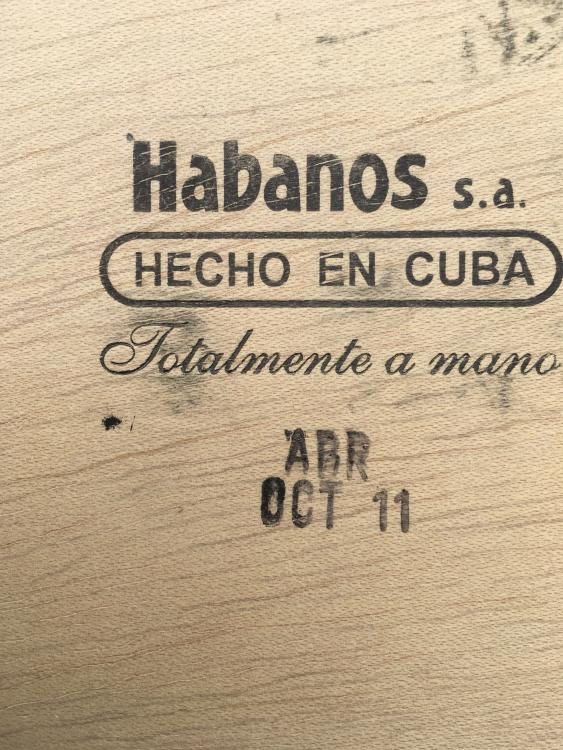 Habanos s.a.
HECHO EN CUBA
Totalmente a mano
ABR
OCT 11